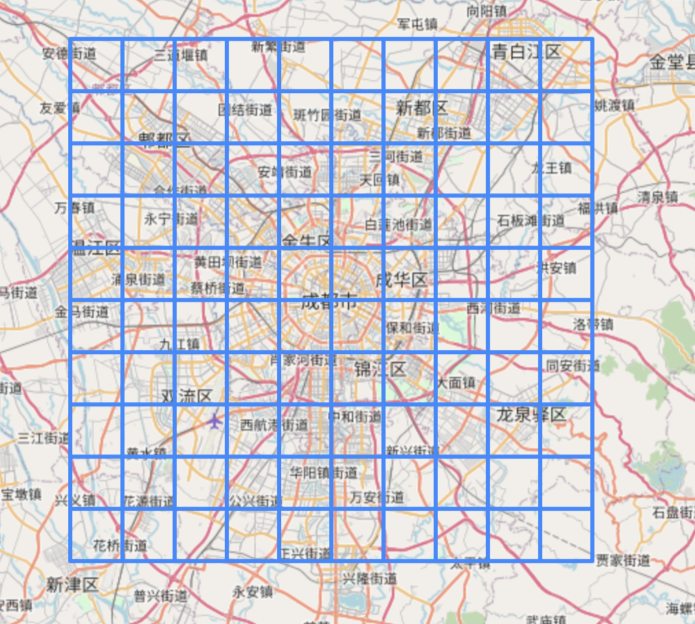 向阳镇
军屯镇
新繁街道
青白江区
安德街道
三道堰镇
金堂县
友爱镇
团结街道
斑竹园街道
新都区
姚渡镇
新都街道
郫都区
三河街道
安靖街道
天回镇
龙王镇
合作街道
清泉镇
万春镇
福洪镇
永宁街道
白莲池街道
石板滩街道
金牛区
温江区
黄田坝街道
洪安镇
涌泉街道
成华区
蔡桥街道
马街道
成都市
金马街道
西河街道
保和街道
洛带镇
九江镇
肖家河街道
锦江区
同安街道
大面镇
街道
双流区
中和街道
龙泉驿区
西航港街道
三江街道
黄水镇
新兴街道
华阳镇街道
宝墩镇
兴义镇
花源街道
公兴街道
万安街道
石盘街道
花桥街道
正兴街道
太平镇
贾家街道
新津区
兴隆街道
普兴街道
永安镇
安西镇
海螺
武庙镇